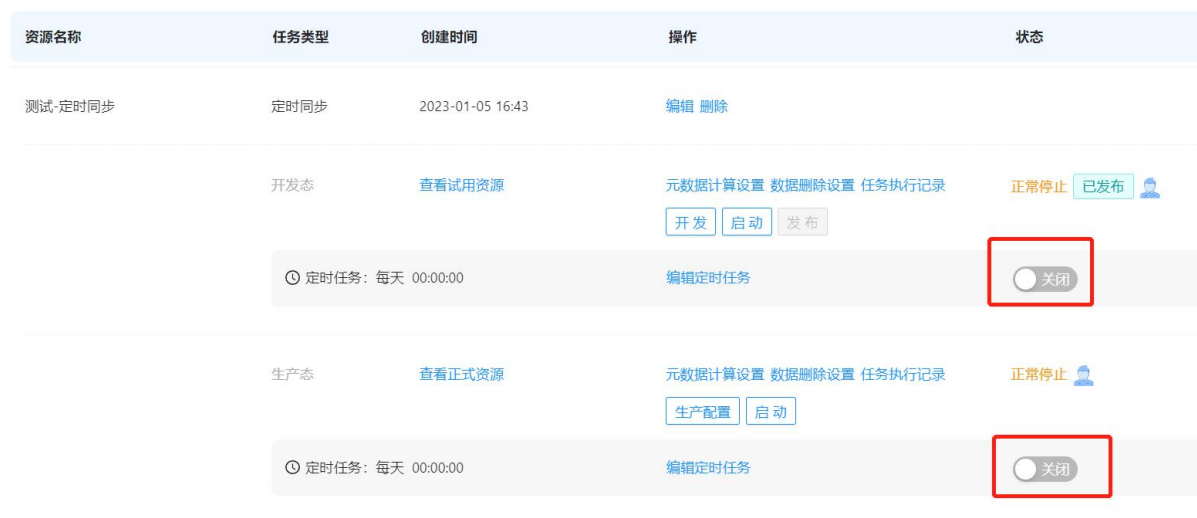 资源名称 任务类型 创建时间 操作 状态
测试-定时同步 定时同步 2023-01-05 16:43 编辑 删除
开发态 查看试用资源 元数据计算设置 数据删除设置 任务执行记录 正常停止 已发布
开发 启动 发布
定时任务：每天 00:00:00 编辑定时任务 关闭
生产态 查看正式资源 元数据计算设置 数据删除设置 任务执行记录 正常停止
生产配置 启动
定时任务：每天 00:00:00 编辑定时任务 关闭